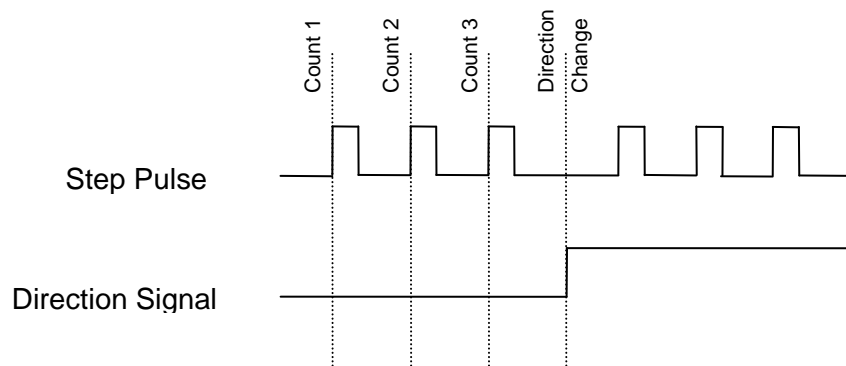 Count 1
Count 2
Count 3
Direction
Change
Step Pulse
Direction Signal